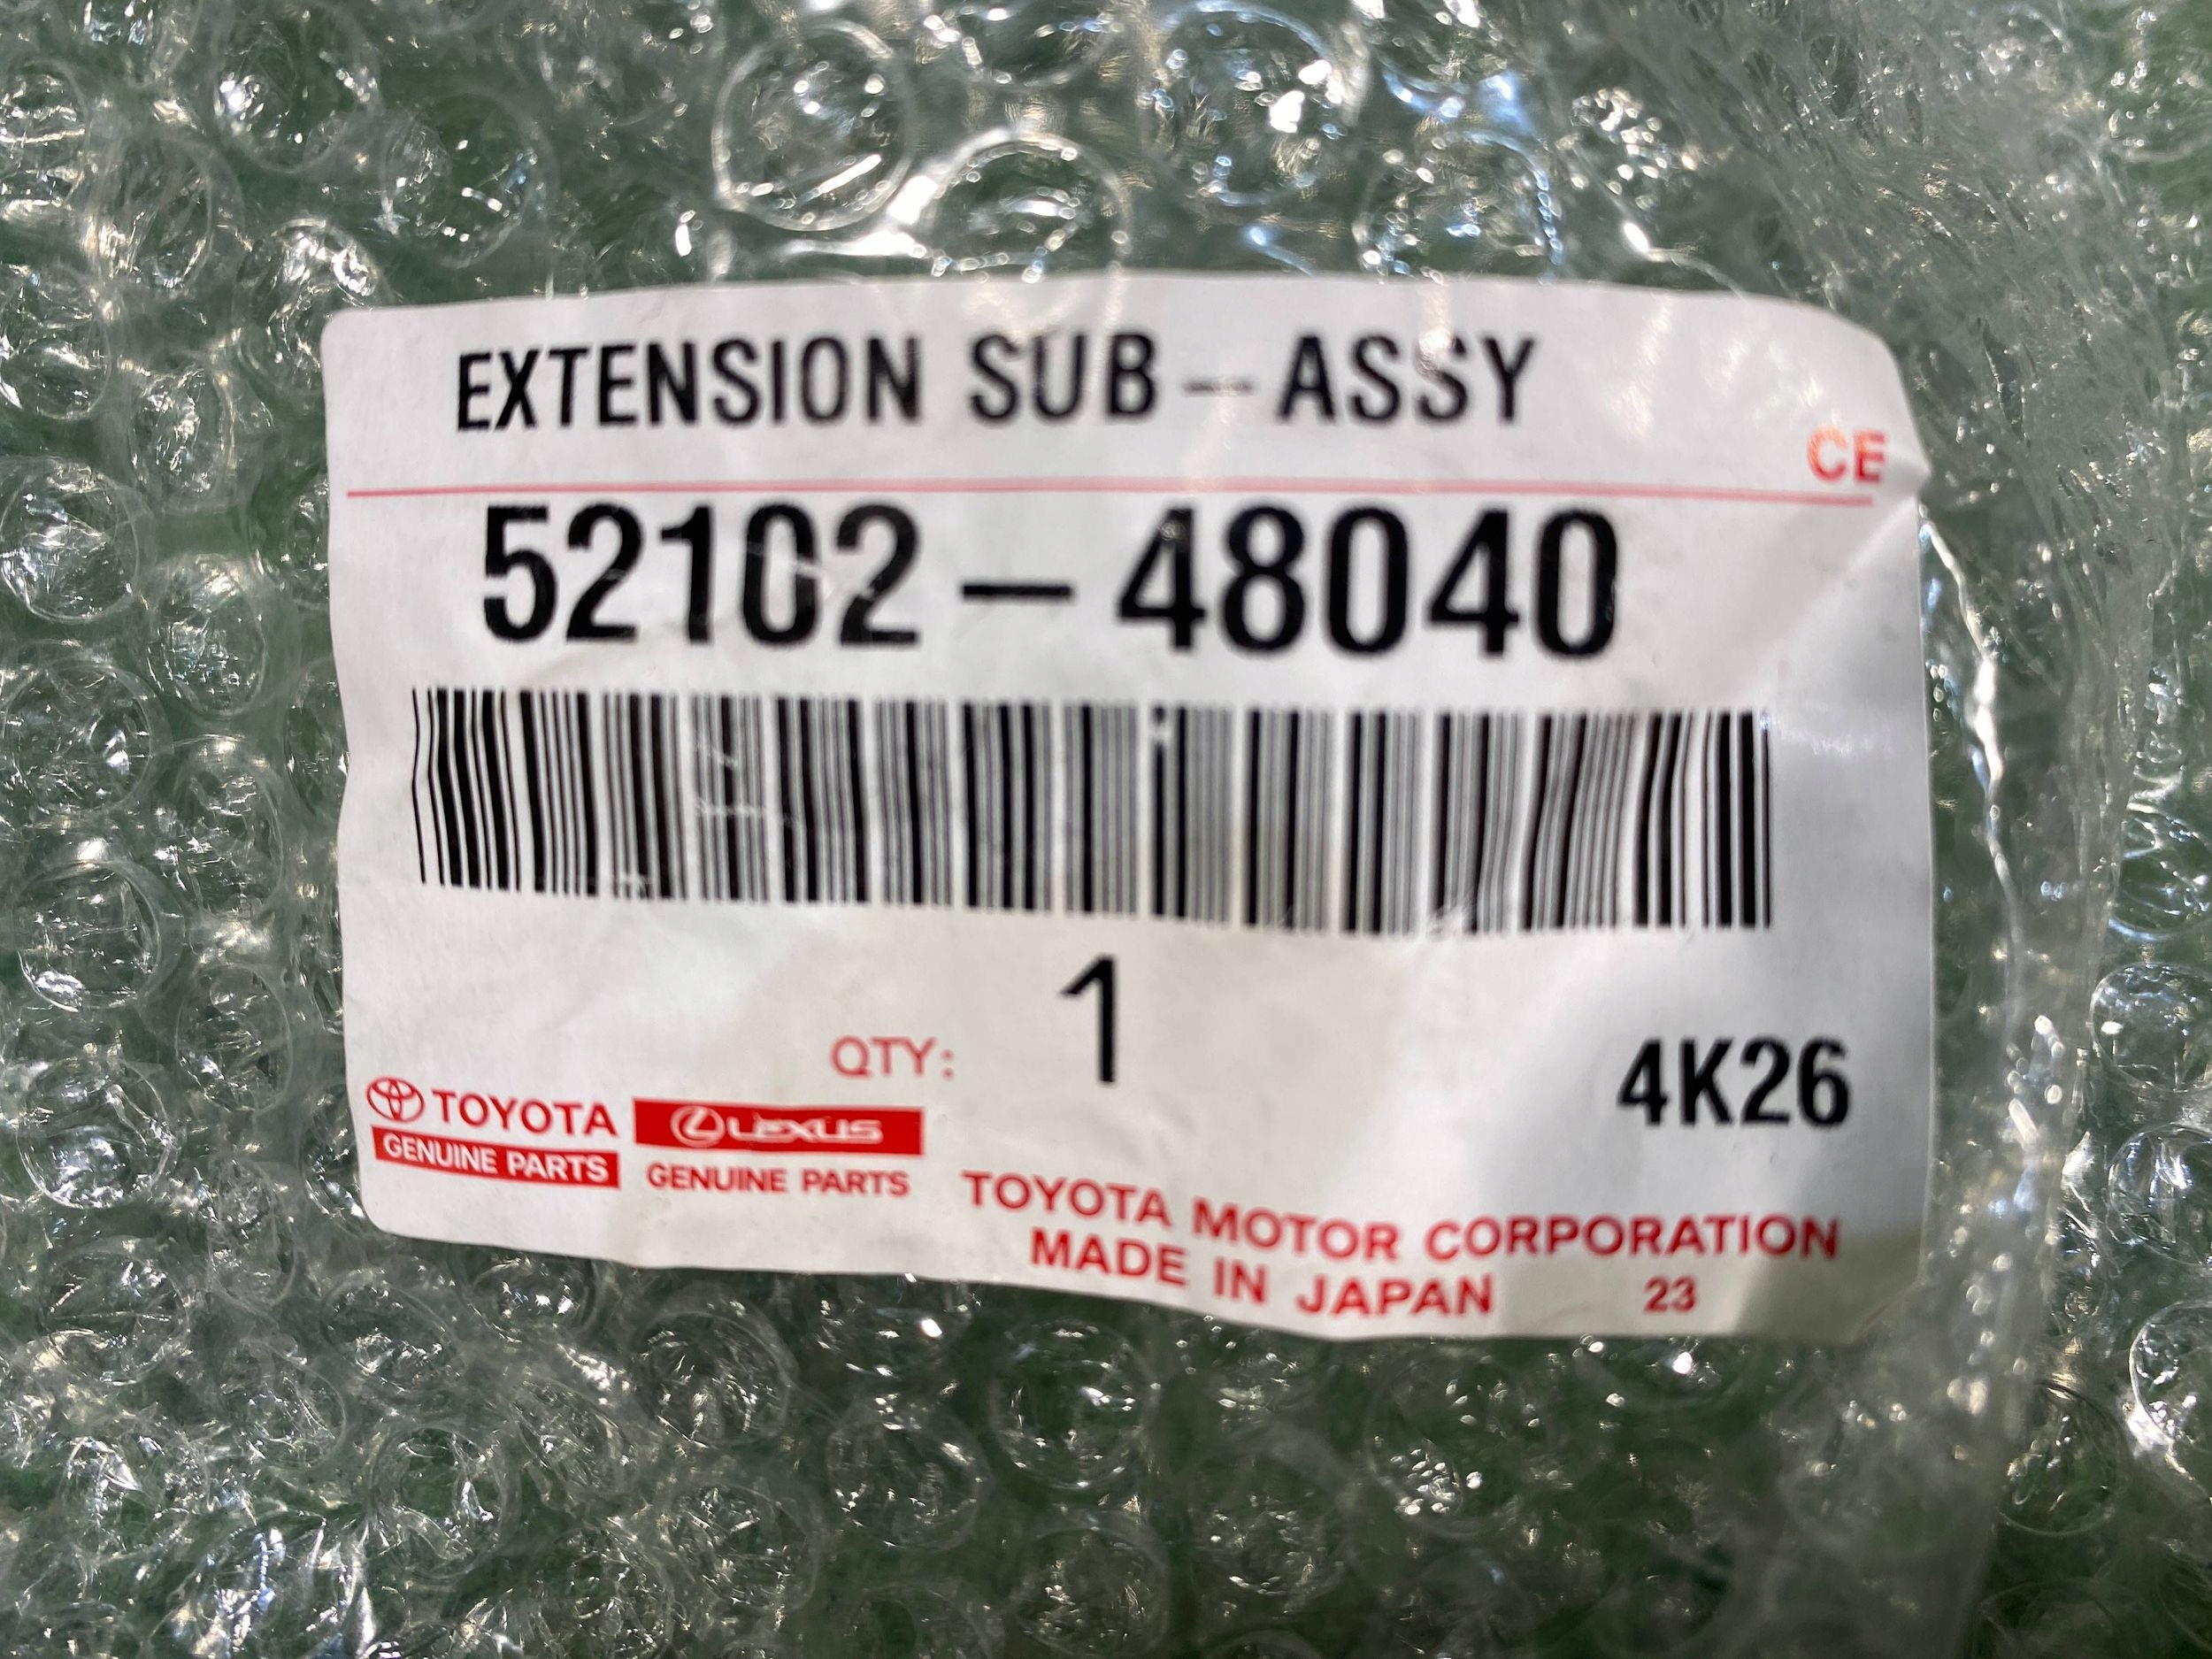 EXTENSION SUB-ASSY
CE
52102-48040
QTY: 1
4K26
TOYOTA
GENUINE PARTS
LEXUS
GENUINE PARTS
TOYOTA MOTOR CORPORATION
MADE IN JAPAN 23